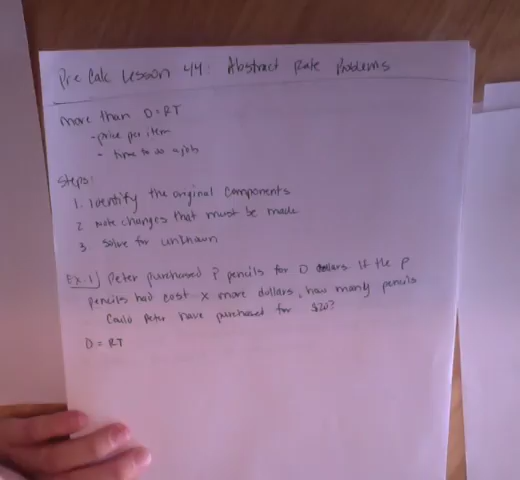 Pre Calc Lesson 44: Abstract Rate Problems
more than D=RT
- price per item
- time to do a job
Steps:
1. Identify the original components
2 Note changes that must be made
3 solve for unknown
Ex. 1) Peter purchased P pencils for D dollars. If the P
pencils had cost x more dollars, how many pencils
Could Peter have purchased for $20?
D = RT